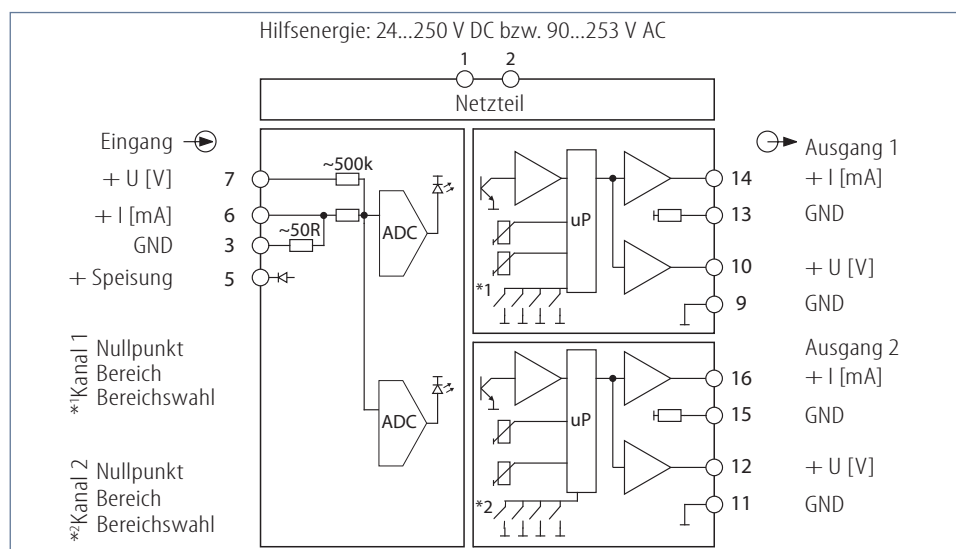 Hilfsenergie: 24...250 V DC bzw. 90...253 V AC
1 2
Netzteil
Eingang
+ U [V] 7
~500k
+ I [mA] 6
~50R
GND 3
+ Speisung 5
ADC
ADC
*1Kanal 1
Nullpunkt
Bereich
Bereichswahl
*2Kanal 2
Nullpunkt
Bereich
Bereichswahl
uP
*1
Ausgang 1
14 + I [mA]
13 GND
10 + U [V]
9 GND
uP
*2
Ausgang 2
16 + I [mA]
15 GND
12 + U [V]
11 GND